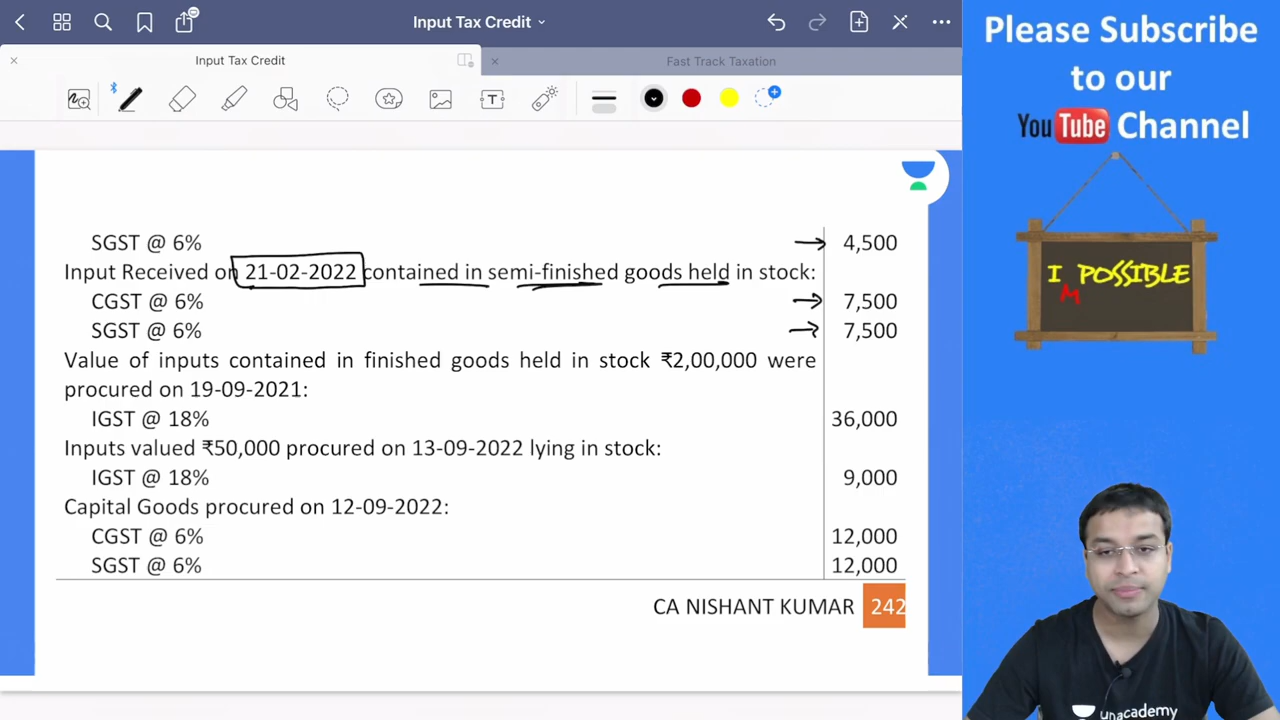 Input Tax Credit
Please Subscribe
to our
YouTube Channel
Input Tax Credit
Fast Track Taxation
I POSSIBLE
M
SGST @ 6% 4,500
Input Received on 21-02-2022 contained in semi-finished goods held in stock:
CGST @ 6% 7,500
SGST @ 6% 7,500
Value of inputs contained in finished goods held in stock ₹2,00,000 were
procured on 19-09-2021:
IGST @ 18% 36,000
Inputs valued ₹50,000 procured on 13-09-2022 lying in stock:
IGST @ 18% 9,000
Capital Goods procured on 12-09-2022:
CGST @ 6% 12,000
SGST @ 6% 12,000
CA NISHANT KUMAR 242
unacademy